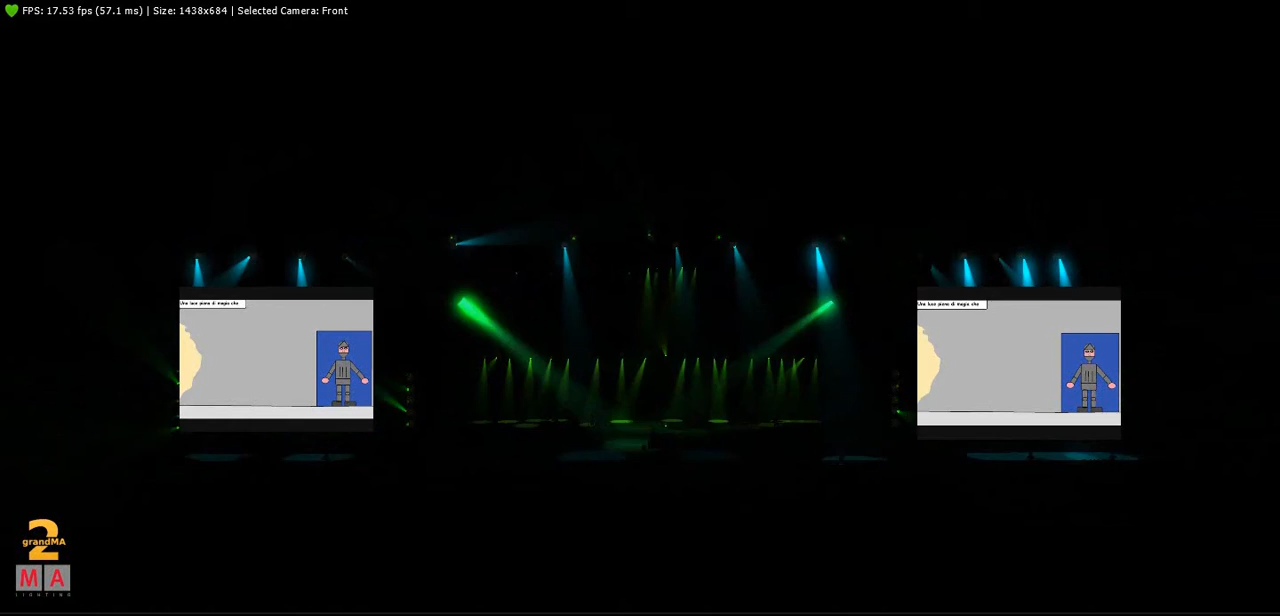 FPS: 17.53 fps (57.1 ms) | Size: 1438x684 | Selected Camera: Front
Una luce piena di magia che
Una luce piena di magia che
2
grandMA
MA
LIGHTING